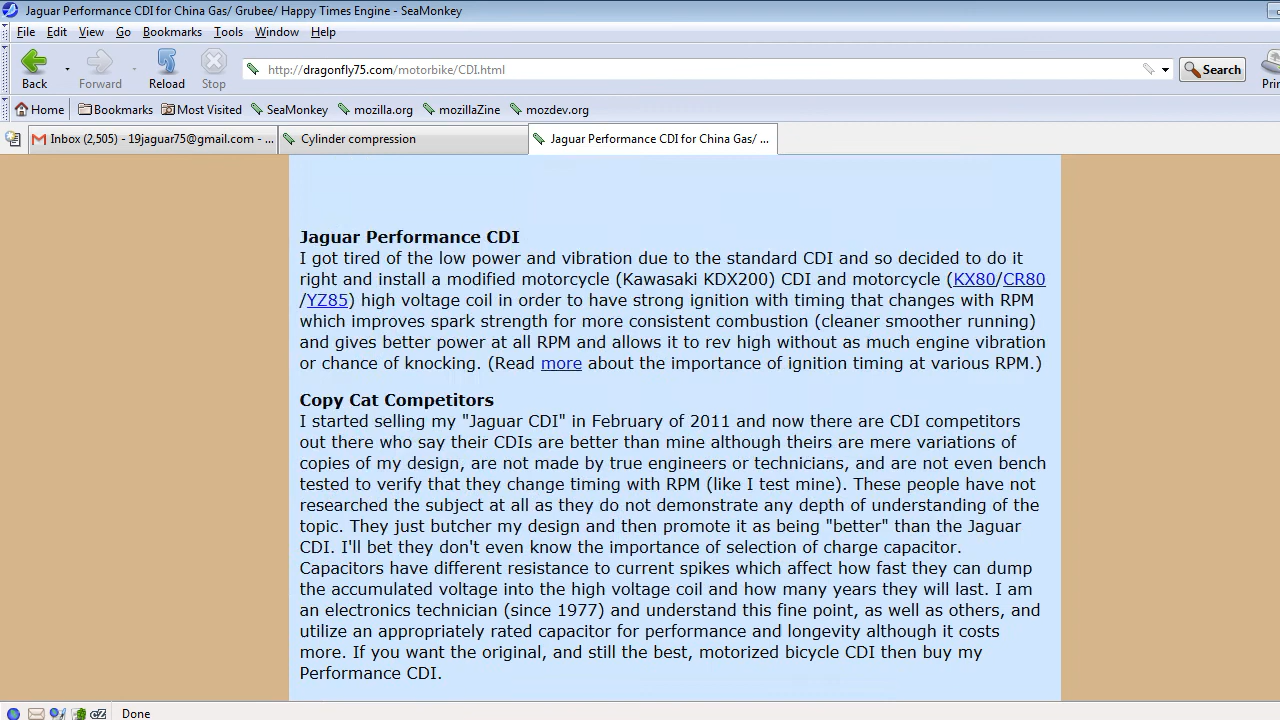 Jaguar Performance CDI for China Gas/ Grubee/ Happy Times Engine - SeaMonkey
File Edit View Go Bookmarks Tools Window Help
http://dragonfly75.com/motorbike/CDI.html Search
Back Forward Reload Stop
Home Bookmarks Most Visited SeaMonkey mozilla.org mozillaZine mozdev.org
Inbox (2,505) - 19jaguar75@gmail.com - ... Cylinder compression Jaguar Performance CDI for China Gas/ ...
Jaguar Performance CDI
I got tired of the low power and vibration due to the standard CDI and so decided to do it
right and install a modified motorcycle (Kawasaki KDX200) CDI and motorcycle (KX80/CR80
/YZ85) high voltage coil in order to have strong ignition with timing that changes with RPM
which improves spark strength for more consistent combustion (cleaner smoother running)
and gives better power at all RPM and allows it to rev high without as much engine vibration
or chance of knocking. (Read more about the importance of ignition timing at various RPM.)
Copy Cat Competitors
I started selling my "Jaguar CDI" in February of 2011 and now there are CDI competitors
out there who say their CDIs are better than mine although theirs are mere variations of
copies of my design, are not made by true engineers or technicians, and are not even bench
tested to verify that they change timing with RPM (like I test mine). These people have not
researched the subject at all as they do not demonstrate any depth of understanding of the
topic. They just butcher my design and then promote it as being "better" than the Jaguar
CDI. I'll bet they don't even know the importance of selection of charge capacitor.
Capacitors have different resistance to current spikes which affect how fast they can dump
the accumulated voltage into the high voltage coil and how many years they will last. I am
an electronics technician (since 1977) and understand this fine point, as well as others, and
utilize an appropriately rated capacitor for performance and longevity although it costs
more. If you want the original, and still the best, motorized bicycle CDI then buy my
Performance CDI.
Done